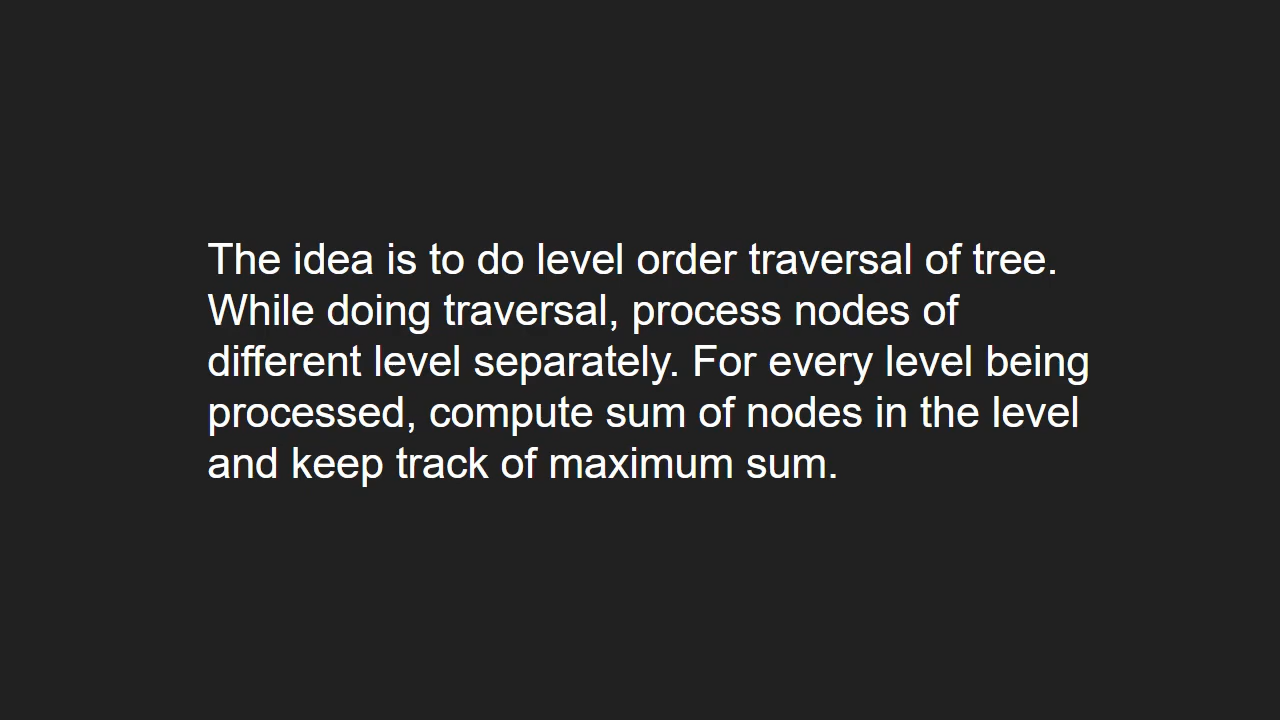 The idea is to do level order traversal of tree.
While doing traversal, process nodes of
different level separately. For every level being
processed, compute sum of nodes in the level
and keep track of maximum sum.